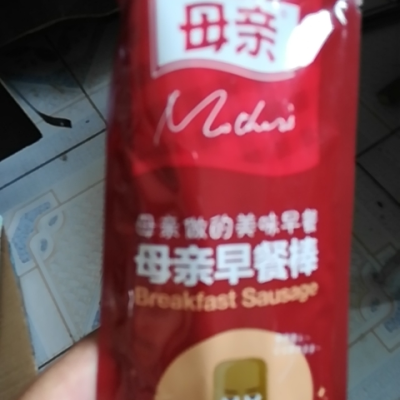 母亲
Mother's
母亲做的美味早餐
母亲早餐棒
Breakfast Sausage